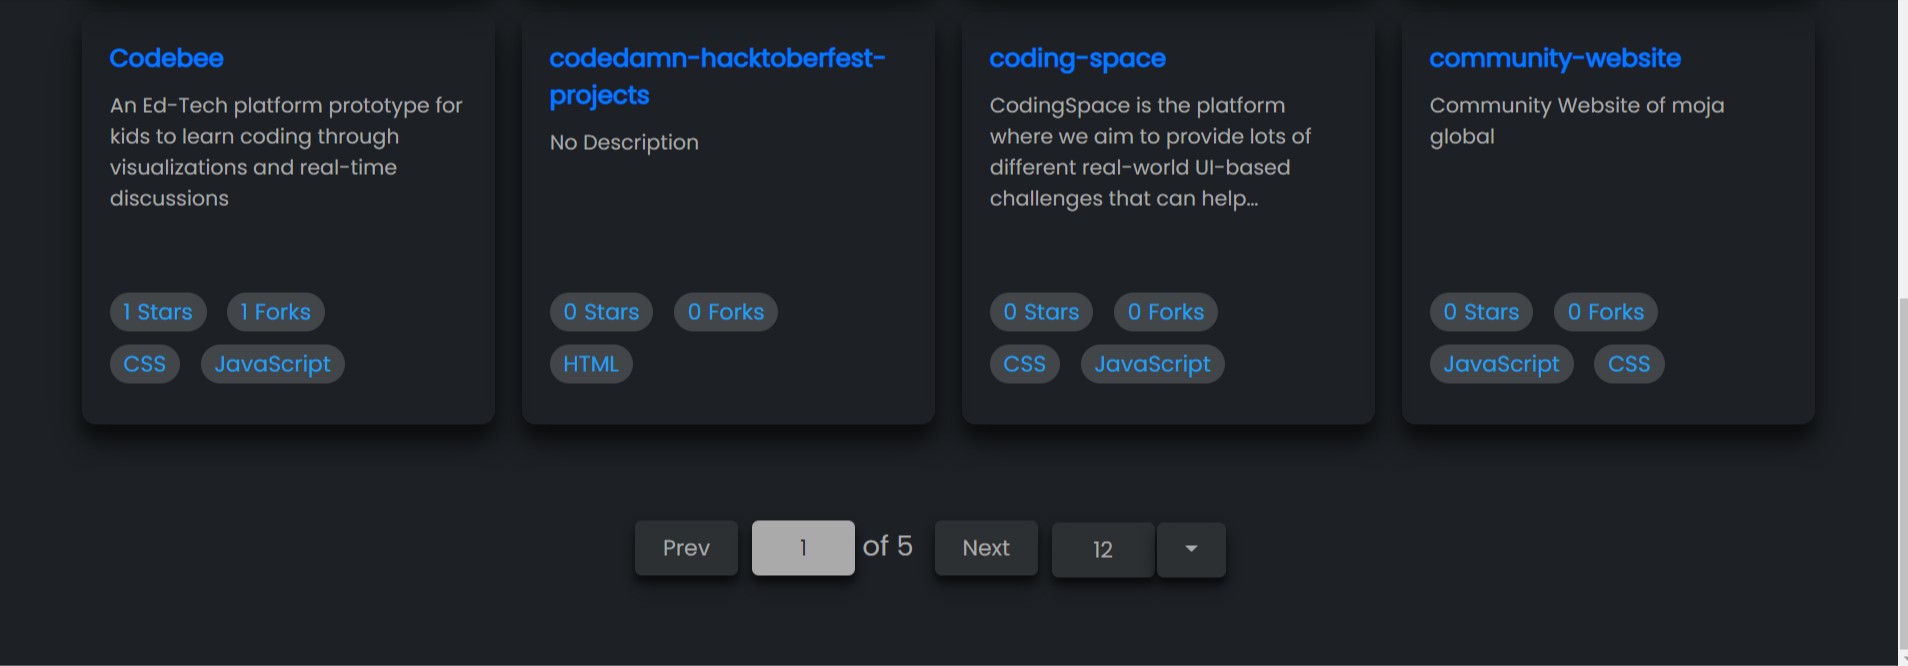 Codebee
An Ed-Tech platform prototype for
kids to learn coding through
visualizations and real-time
discussions
1 Stars 1 Forks
CSS JavaScript
codedamn-hacktoberfest-
projects
No Description
0 Stars 0 Forks
HTML
coding-space
CodingSpace is the platform
where we aim to provide lots of
different real-world UI-based
challenges that can help...
0 Stars 0 Forks
CSS JavaScript
community-website
Community Website of moja
global
0 Stars 0 Forks
JavaScript CSS
Prev 1 of 5 Next 12